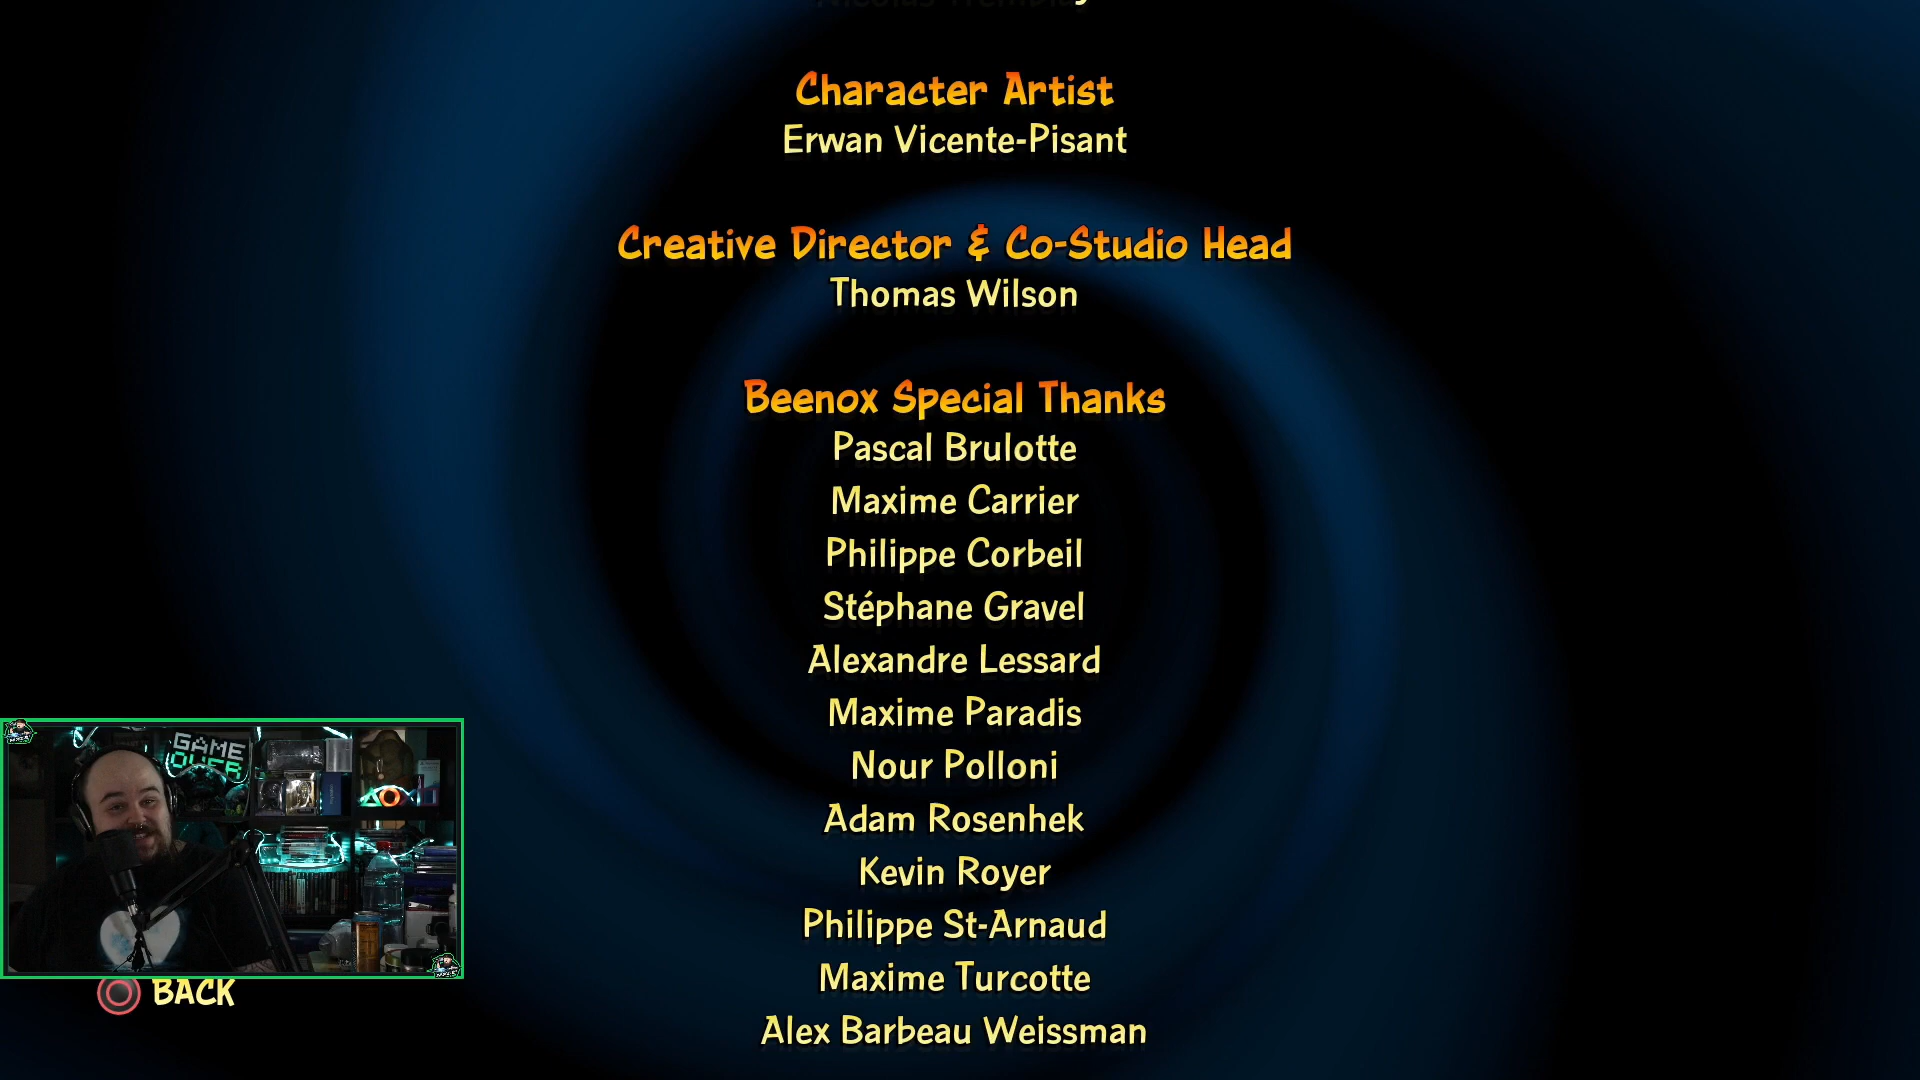 Character Artist
Erwan Vicente-Pisant
Creative Director & Co-Studio Head
Thomas Wilson
Beenox Special Thanks
Pascal Brulotte
Maxime Carrier
Philippe Corbeil
Stéphane Gravel
Alexandre Lessard
Maxime Paradis
Nour Polloni
Adam Rosenhek
Kevin Royer
Philippe St-Arnaud
Maxime Turcotte
Alex Barbeau Weissman
GAME
OVER
BACK